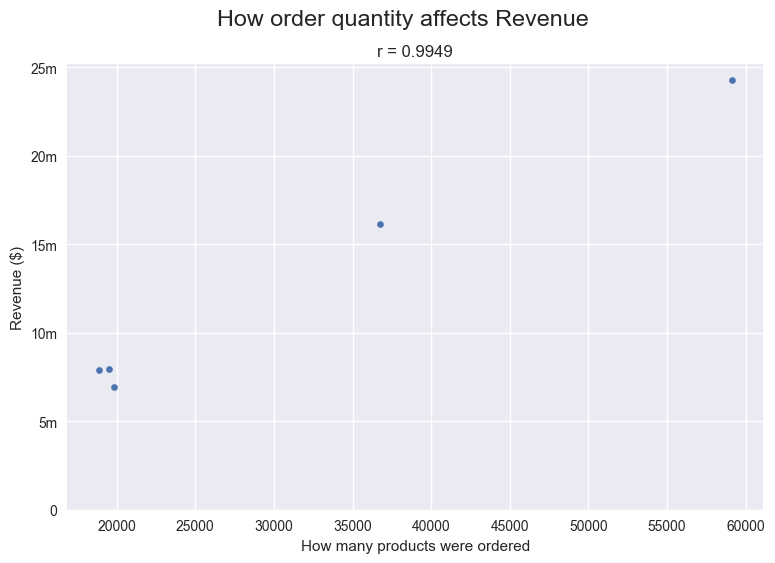 How order quantity affects Revenue
r = 0.9949
25m
20m
15m
10m
5m
0
Revenue ($)
20000 25000 30000 35000 40000 45000 50000 55000 60000
How many products were ordered